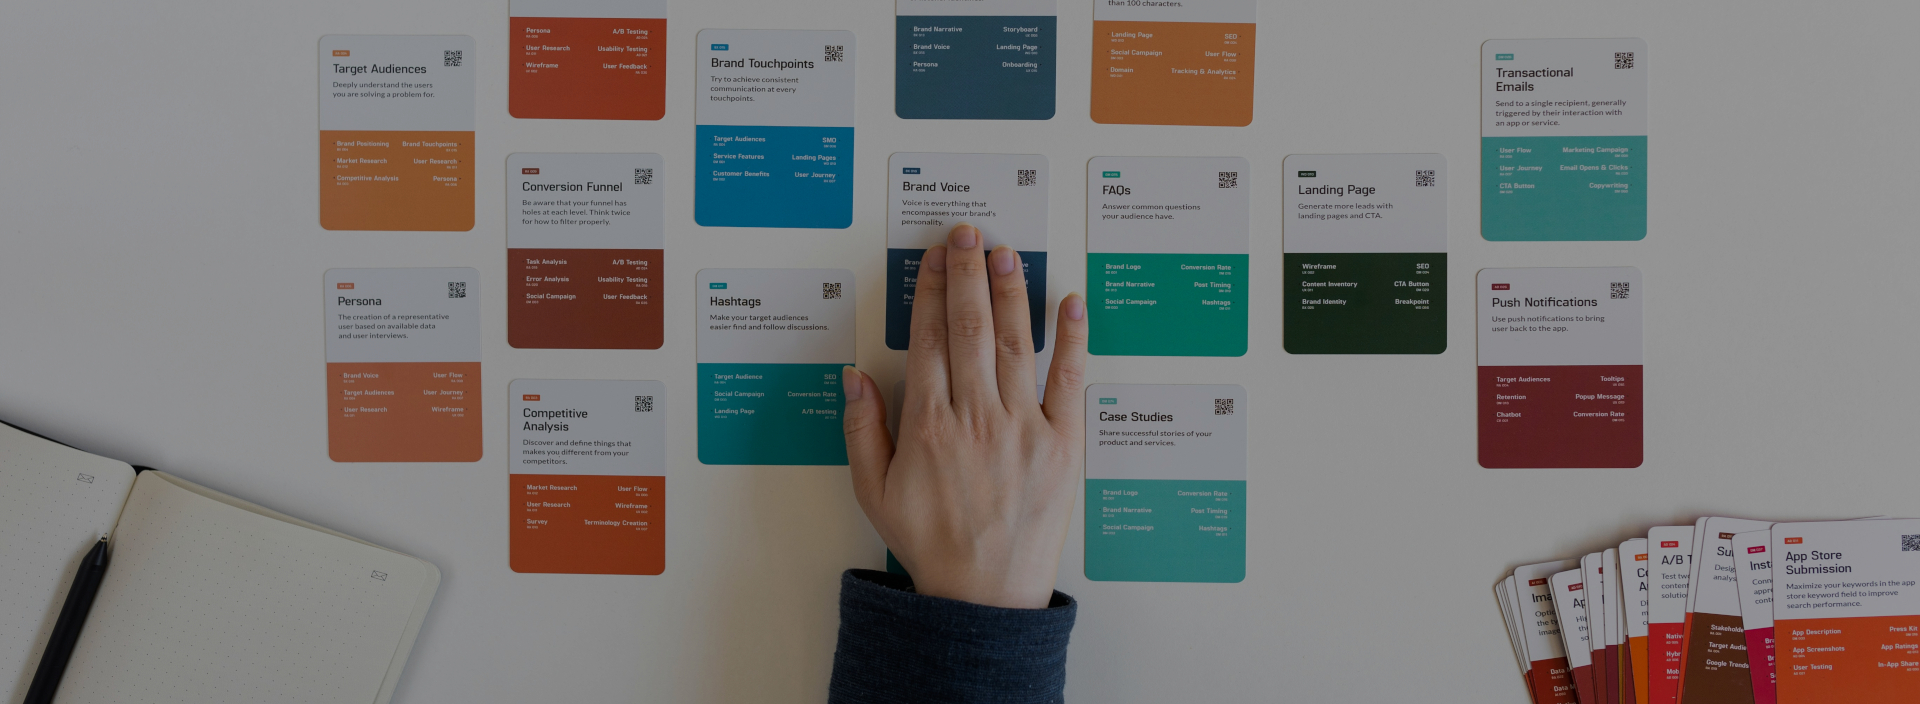 Target Audiences
Deeply understand the users
you are solving a problem for.
Brand Positioning Brand Touchpoints
Market Research User Research
Competitive Analysis Persona
Persona
The creation of a representative
user based on available data
and user interviews.
Brand Voice User Flow
Target Audiences User Journey
User Research Wireframe
Persona A/B Testing
User Research Usability Testing
Wireframe User Feedback
Conversion Funnel
Be aware that your funnel has
holes at each level. Think twice
for how to filter properly.
Task Analysis A/B Testing
Error Analysis Usability Testing
Social Campaign User Feedback
Competitive
Analysis
Discover and define things that
makes you different from your
competitors.
Market Research User Flow
User Research Wireframe
Survey Terminology Creation
Brand Touchpoints
Try to achieve consistent
communication at every
touchpoints.
Target Audiences SMO
Service Features Landing Pages
Customer Benefits User Journey
Hashtags
Make your target audiences
easier find and follow discussions.
Target Audience SEO
Social Campaign Conversion Rate
Landing Page A/B testing
Brand Narrative Storyboard
Brand Voice Landing Page
Persona Onboarding
Brand Voice
Voice is everything that
encompasses your brand's
personality.
than 100 characters.
Landing Page SEO
Social Campaign User Flow
Domain Tracking & Analytics
FAQs
Answer common questions
your audience have.
Brand Logo Conversion Rate
Brand Narrative Post Timing
Social Campaign Hashtags
Case Studies
Share successful stories of your
product and services.
Brand Logo Conversion Rate
Brand Narrative Post Timing
Social Campaign Hashtags
Landing Page
Generate more leads with
landing pages and CTA.
Wireframe SEO
Content Inventory CTA Button
Brand Identity Breakpoint
Transactional
Emails
Send to a single recipient, generally
triggered by their interaction with
an app or service.
User Flow Marketing Campaign
User Journey Email Opens & Clicks
CTA Button Copywriting
Push Notifications
Use push notifications to bring
user back to the app.
Target Audiences Tooltips
Retention Popup Message
Chatbot Conversion Rate
A/B T
Test tw
content
solutio
App Store
Submission
Maximize your keywords in the app
store keyword field to improve
search performance.
App Description Press Kit
App Screenshots App Ratings
User Testing In-App Share
Stakeholde
Target Audie
Google Trends